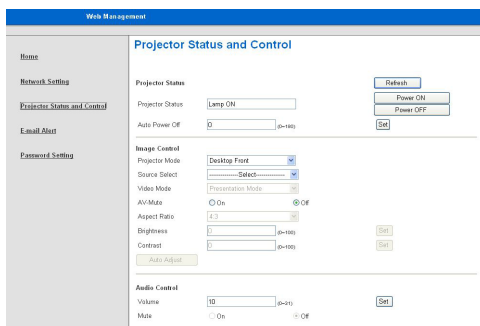 Web Management
Projector Status and Control
Home
Network Setting
Projector Status and Control
E-mail Alert
Password Setting
Projector Status Refresh
Power ON
Projector Status Lamp ON Power OFF
Auto Power Off 0 (0~180) Set
Image Control
Projector Mode Desktop Front
Source Select --------------Select--------------
Video Mode Presentation Mode
AV-Mute On Off
Aspect Ratio 4:3
Brightness 0 (0~100) Set
Contrast 0 (0~100) Set
Auto Adjust
Audio Control
Volume 10 (0~31) Set
Mute On Off